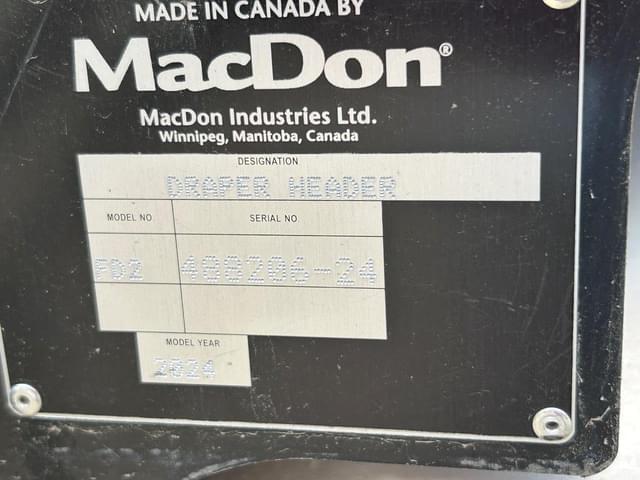 MADE IN CANADA BY
MacDon®
MacDon Industries Ltd.
Winnipeg, Manitoba, Canada
DESIGNATION
DRAPER HEADER
MODEL NO SERIAL NO
FD2 408206-24
MODEL YEAR
2024